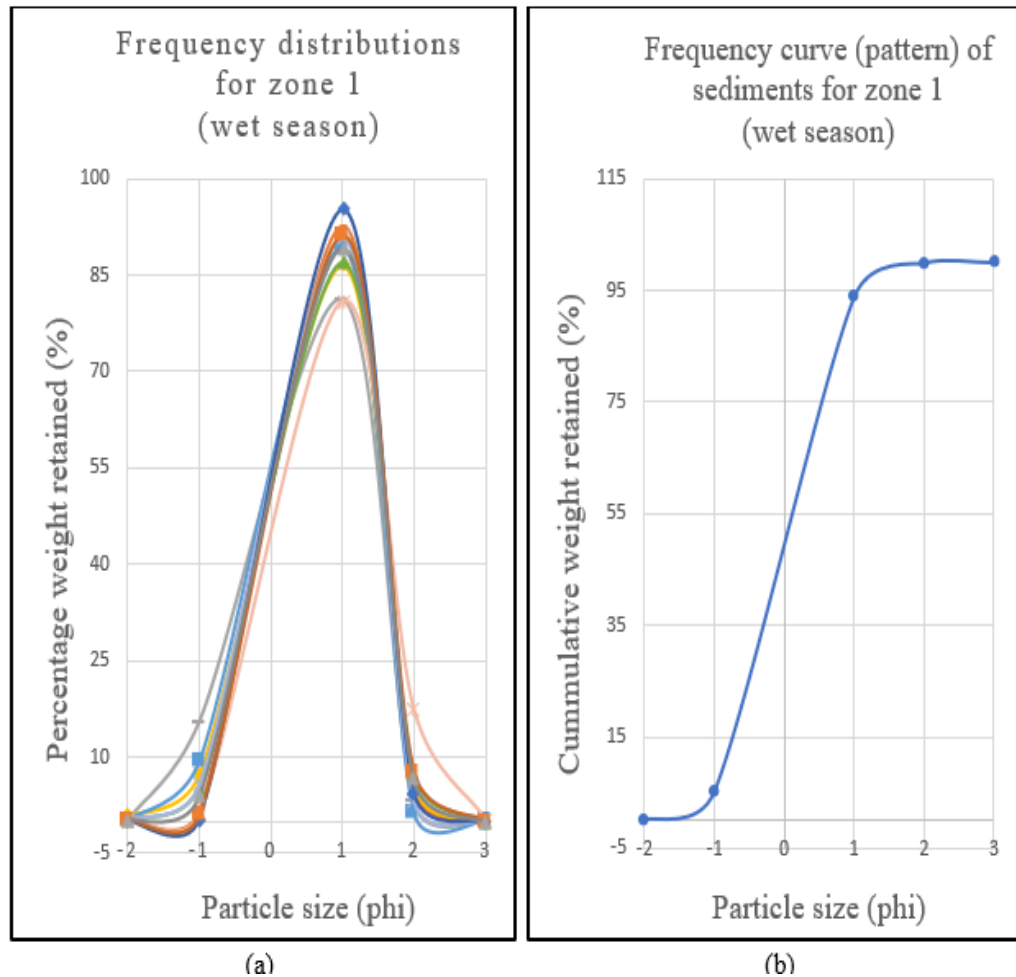 Frequency distributions
for zone 1
(wet season)
Percentage weight retained (%)
100
85
70
55
40
25
10
-5
-2
-1
0
1
2
3
Particle size (phi)
(a)
Frequency curve (pattern) of
sediments for zone 1
(wet season)
Cummulative weight retained (%)
115
95
75
55
35
15
-5
-2
-1
0
1
2
3
Particle size (phi)
(b)